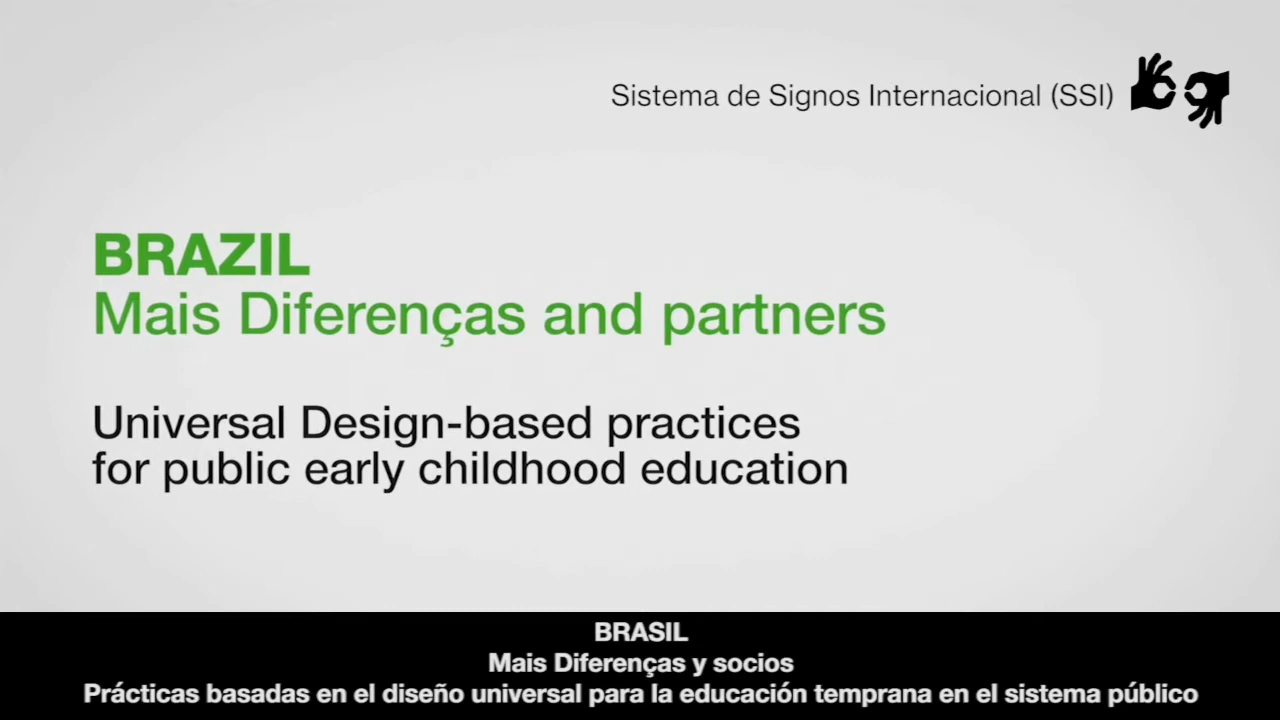 Sistema de Signos Internacional (SSI)
BRAZIL
Mais Diferenças and partners
Universal Design-based practices
for public early childhood education
BRASIL
Mais Diferenças y socios
Prácticas basadas en el diseño universal para la educación temprana en el sistema público